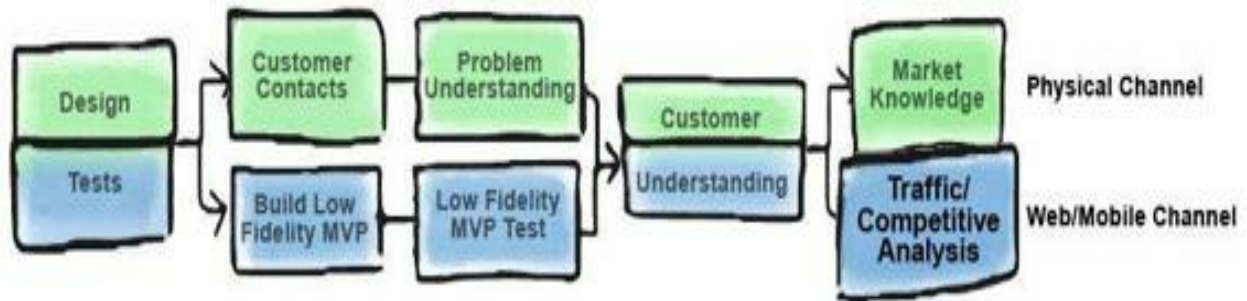 Design
Tests
Customer
Contacts
Problem
Understanding
Build Low
Fidelity MVP
Low Fidelity
MVP Test
Customer
Understanding
Market
Knowledge
Physical Channel
Traffic/
Competitive
Analysis
Web/Mobile Channel